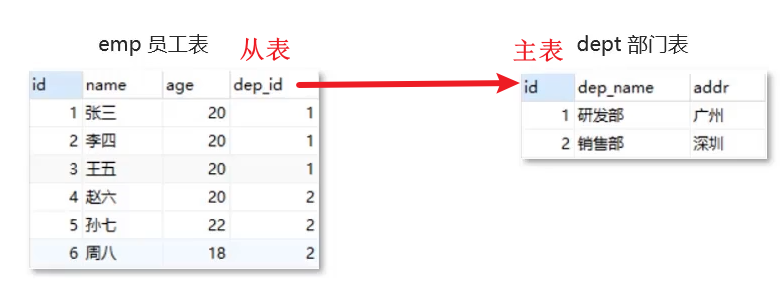 emp 员工表 从表 主表 dept 部门表
id name age dep_id
1 张三 20 1
2 李四 20 1
3 王五 20 1
4 赵六 20 2
5 孙七 22 2
6 周八 18 2
id dep_name addr
1 研发部 广州
2 销售部 深圳